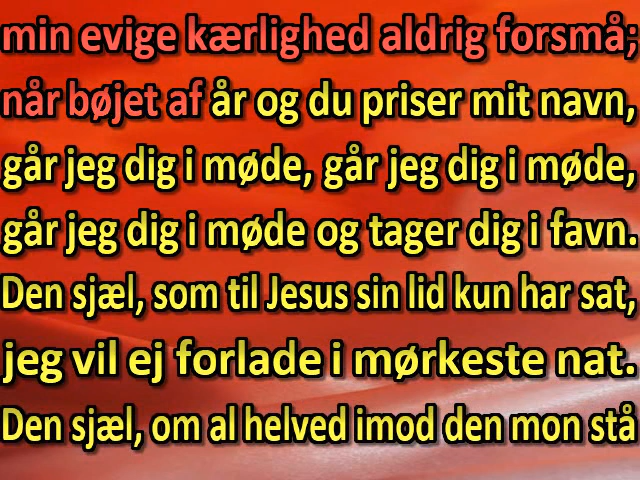 min evige kærlighed aldrig forsmå;
når bøjet af år og du priser mit navn,
går jeg dig i møde, går jeg dig i møde,
går jeg dig i møde og tager dig i favn.
Den sjæl, som til Jesus sin lid kun har sat,
jeg vil ej forlade i mørkeste nat.
Den sjæl, om al helved imod den mon stå